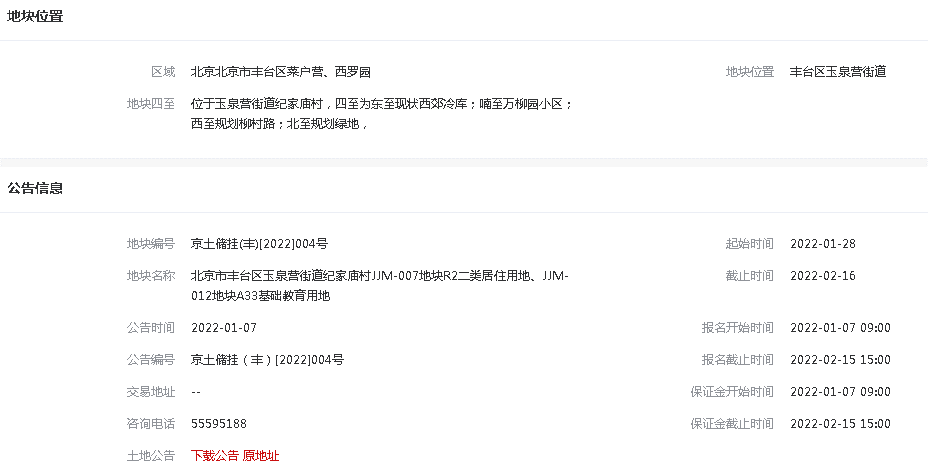 地块位置
区域 北京北京市丰台区菜户营、西罗园 地块位置 丰台区玉泉营街道
地块四至 位于玉泉营街道纪家庙村，四至为东至现状西郊冷库；喃至万柳园小区；
西至规划柳村路；北至规划绿地，
公告信息
地块编号 京土储挂(丰)[2022]004号 起始时间 2022-01-28
地块名称 北京市丰台区玉泉营街道纪家庙村JJM-007地块R2二类居住用地、JJM- 截止时间 2022-02-16
012地块A33基础教育用地
公告时间 2022-01-07 报名开始时间 2022-01-07 09:00
公告编号 京土储挂（丰）[2022]004号 报名截止时间 2022-02-15 15:00
交易地址 -- 保证金开始时间 2022-01-07 09:00
咨询电话 55595188 保证金截止时间 2022-02-15 15:00
土地公告 下载公告 原地址